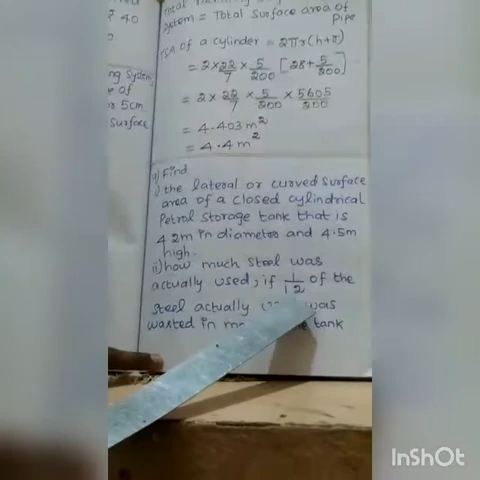 40
System = Total Surface area of
Pipe
TSA of a cylinder = 2πr(h+r)
= 2 × 22/7 × 5/200 [28 + 5/200]
= 2 × 22/7 × 5/200 × 5605/200
= 4.403 m²
= 4.4 m²
ng System
e of
5cm
Surface
9) Find
i) the lateral or curved surface
area of a closed cylindrical
Petrol storage tank that is
4.2m in diameter and 4.5m
high.
ii) how much steel was
actually used, if 1/12 of the
steel actually was
wasted in tank
InShOt